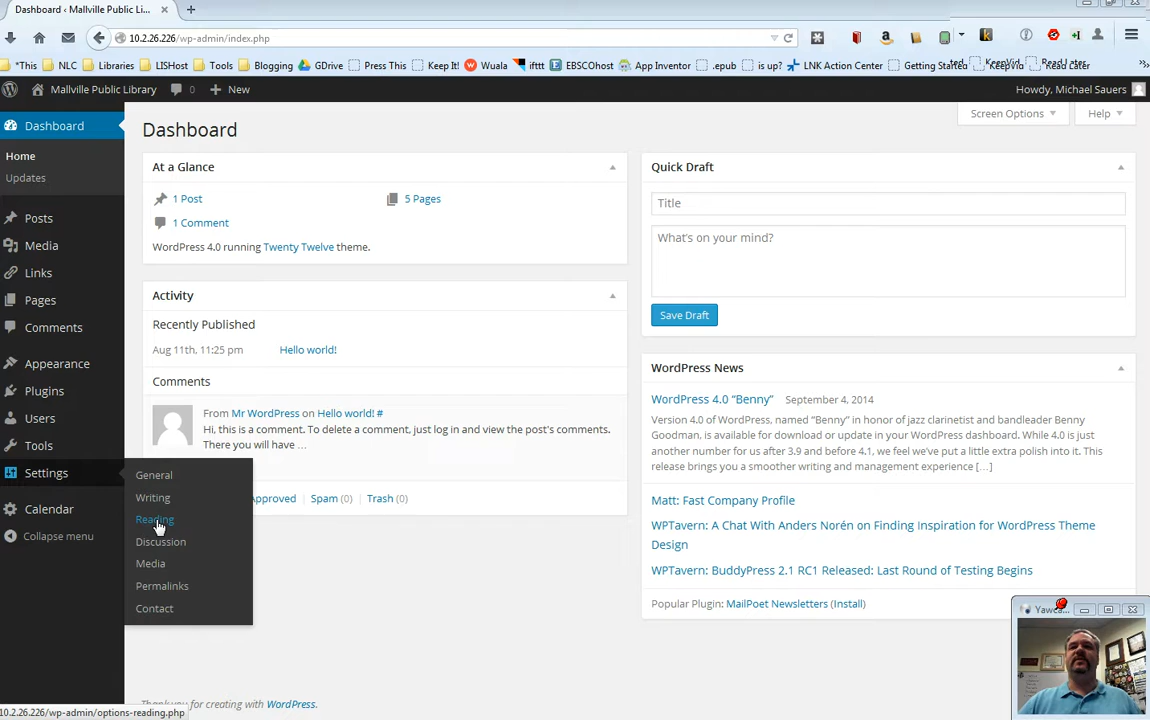 Dashboard ‹ Mallville Public Li...
10.2.26.226/wp-admin/index.php
*This NLC Libraries LISHost Tools Blogging GDrive Press This Keep It! Wuala ifttt EBSCOhost App Inventor .epub is up? LNK Action Center Getting Started KeepVid Read Later
Mallville Public Library 0 + New Howdy, Michael Sauers
Screen Options Help
Dashboard
Home
Updates
Posts
Media
Links
Pages
Comments
Appearance
Plugins
Users
Tools
Settings
Calendar
Collapse menu
General
Writing
Reading
Discussion
Media
Permalinks
Contact
Dashboard
At a Glance
1 Post 5 Pages
1 Comment
WordPress 4.0 running Twenty Twelve theme.
Activity
Recently Published
Aug 11th, 11:25 pm Hello world!
Comments
From Mr WordPress on Hello world! #
Hi, this is a comment. To delete a comment, just log in and view the post's comments.
There you will have …
Approved Spam (0) Trash (0)
Quick Draft
Title
What's on your mind?
Save Draft
WordPress News
WordPress 4.0 “Benny” September 4, 2014
Version 4.0 of WordPress, named “Benny” in honor of jazz clarinetist and bandleader Benny
Goodman, is available for download or update in your WordPress dashboard. While 4.0 is just
another number for us after 3.9 and before 4.1, we feel we've put a little extra polish into it. This
release brings you a smoother writing and management experience […]
Matt: Fast Company Profile
WPTavern: A Chat With Anders Norén on Finding Inspiration for WordPress Theme
Design
WPTavern: BuddyPress 2.1 RC1 Released: Last Round of Testing Begins
Popular Plugin: MailPoet Newsletters (Install)
Thank you for creating with WordPress.
10.2.26.226/wp-admin/options-reading.php